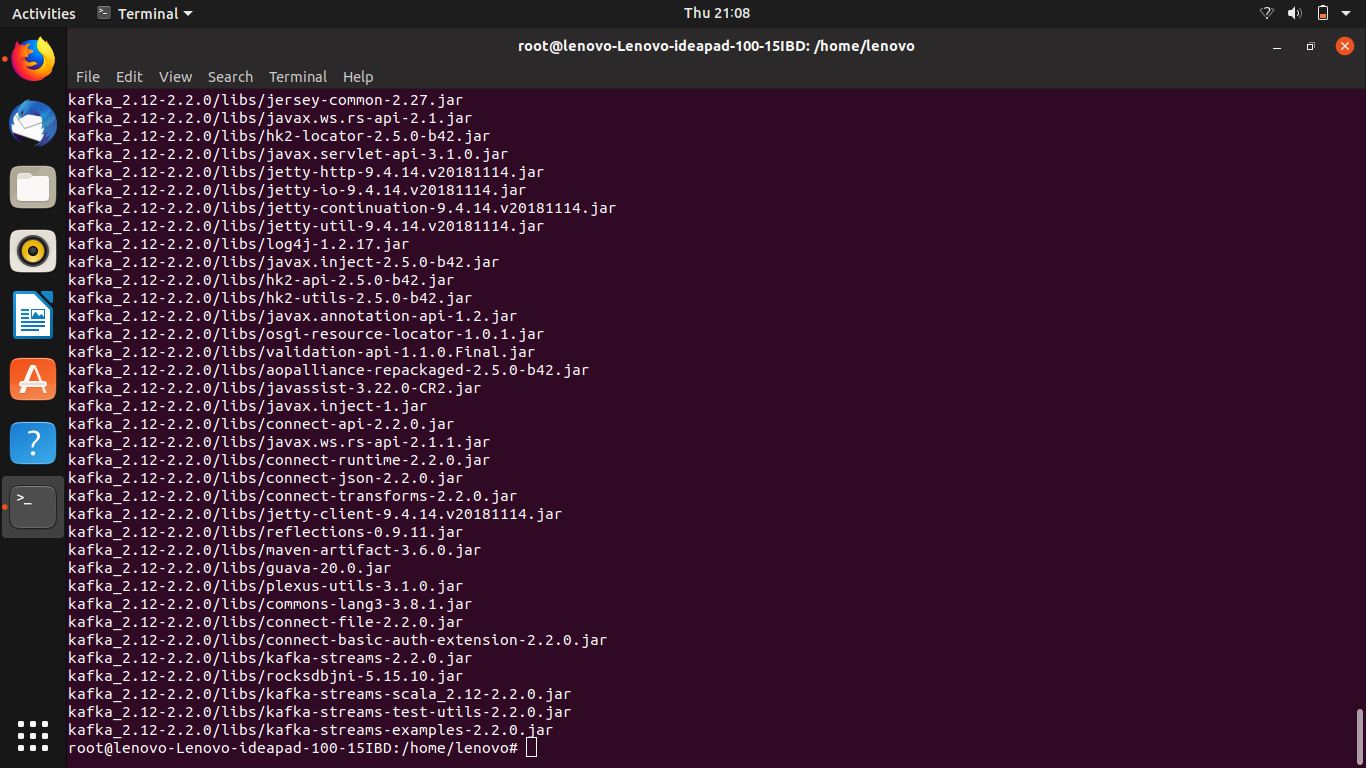 Activities
Terminal
Thu 21:08
root@lenovo-Lenovo-ideapad-100-15IBD: /home/lenovo
File Edit View Search Terminal Help
kafka_2.12-2.2.0/libs/jersey-common-2.27.jar
kafka_2.12-2.2.0/libs/javax.ws.rs-api-2.1.jar
kafka_2.12-2.2.0/libs/hk2-locator-2.5.0-b42.jar
kafka_2.12-2.2.0/libs/javax.servlet-api-3.1.0.jar
kafka_2.12-2.2.0/libs/jetty-http-9.4.14.v20181114.jar
kafka_2.12-2.2.0/libs/jetty-io-9.4.14.v20181114.jar
kafka_2.12-2.2.0/libs/jetty-continuation-9.4.14.v20181114.jar
kafka_2.12-2.2.0/libs/jetty-util-9.4.14.v20181114.jar
kafka_2.12-2.2.0/libs/log4j-1.2.17.jar
kafka_2.12-2.2.0/libs/javax.inject-2.5.0-b42.jar
kafka_2.12-2.2.0/libs/hk2-api-2.5.0-b42.jar
kafka_2.12-2.2.0/libs/hk2-utils-2.5.0-b42.jar
kafka_2.12-2.2.0/libs/javax.annotation-api-1.2.jar
kafka_2.12-2.2.0/libs/osgi-resource-locator-1.0.1.jar
kafka_2.12-2.2.0/libs/validation-api-1.1.0.Final.jar
kafka_2.12-2.2.0/libs/aopalliance-repackaged-2.5.0-b42.jar
kafka_2.12-2.2.0/libs/javassist-3.22.0-CR2.jar
kafka_2.12-2.2.0/libs/javax.inject-1.jar
kafka_2.12-2.2.0/libs/connect-api-2.2.0.jar
kafka_2.12-2.2.0/libs/javax.ws.rs-api-2.1.1.jar
kafka_2.12-2.2.0/libs/connect-runtime-2.2.0.jar
kafka_2.12-2.2.0/libs/connect-json-2.2.0.jar
kafka_2.12-2.2.0/libs/connect-transforms-2.2.0.jar
kafka_2.12-2.2.0/libs/jetty-client-9.4.14.v20181114.jar
kafka_2.12-2.2.0/libs/reflections-0.9.11.jar
kafka_2.12-2.2.0/libs/maven-artifact-3.6.0.jar
kafka_2.12-2.2.0/libs/guava-20.0.jar
kafka_2.12-2.2.0/libs/plexus-utils-3.1.0.jar
kafka_2.12-2.2.0/libs/commons-lang3-3.8.1.jar
kafka_2.12-2.2.0/libs/connect-file-2.2.0.jar
kafka_2.12-2.2.0/libs/connect-basic-auth-extension-2.2.0.jar
kafka_2.12-2.2.0/libs/kafka-streams-2.2.0.jar
kafka_2.12-2.2.0/libs/rocksdbjni-5.15.10.jar
kafka_2.12-2.2.0/libs/kafka-streams-scala_2.12-2.2.0.jar
kafka_2.12-2.2.0/libs/kafka-streams-test-utils-2.2.0.jar
kafka_2.12-2.2.0/libs/kafka-streams-examples-2.2.0.jar
root@lenovo-Lenovo-ideapad-100-15IBD:/home/lenovo#